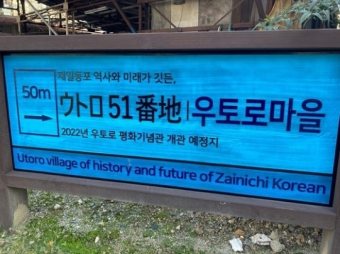 재일동포 역사와 미래가 깃든,
50m
ウトロ51番地 | 우토로마을
2022년 우토로 평화기념관 개관 예정지
Utoro village of history and future of Zainichi Korean